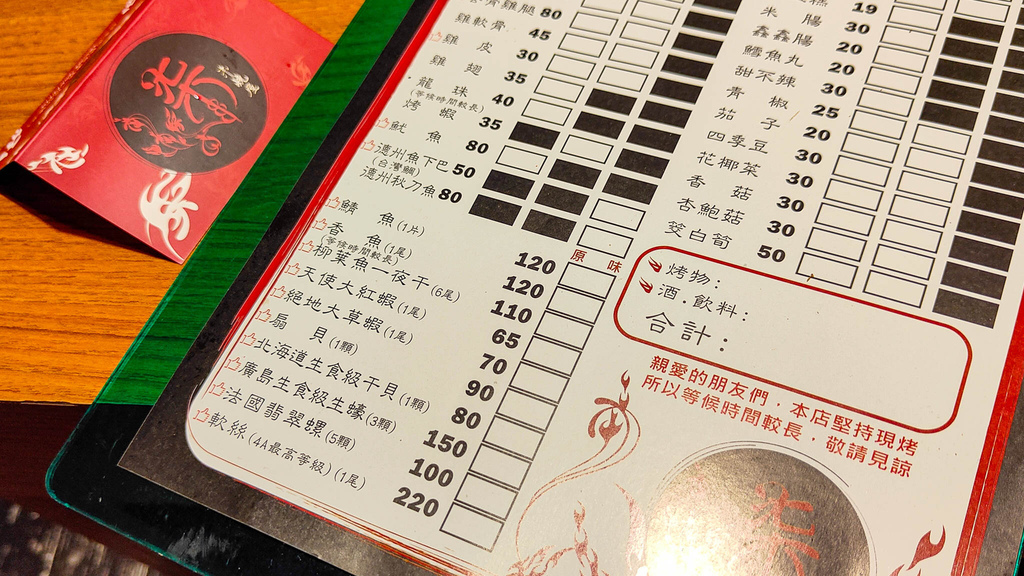 骨雞腿 80
雞軟骨 45
雞皮 30
雞翅 35
龍珠 40
(等候時間較長)
烤蝦 35
魷魚 80
德州魚下巴 50
(台灣鯛)
德州秋刀魚 80
原味
鯖魚(1片) 120
香魚(1尾) 120
(等候時間較長)
柳葉魚一夜干(6尾) 110
天使大紅蝦(1尾) 65
絕地大草蝦(1尾) 70
扇貝(1顆) 90
北海道生食級干貝(1顆) 80
廣島生食級生蠔(3顆) 150
法國翡翠螺(5顆) 100
軟絲(4A最高等級)(1尾) 220
糕 19
米腸 30
鑫鑫腸 20
鱈魚丸 20
甜不辣 30
青椒 25
茄子 20
四季豆 30
花椰菜 30
香菇 30
杏鮑菇 30
筊白筍 50
烤物:
酒.飲料:
合計:
親愛的朋友們,本店堅持現烤
所以等候時間較長,敬請見諒